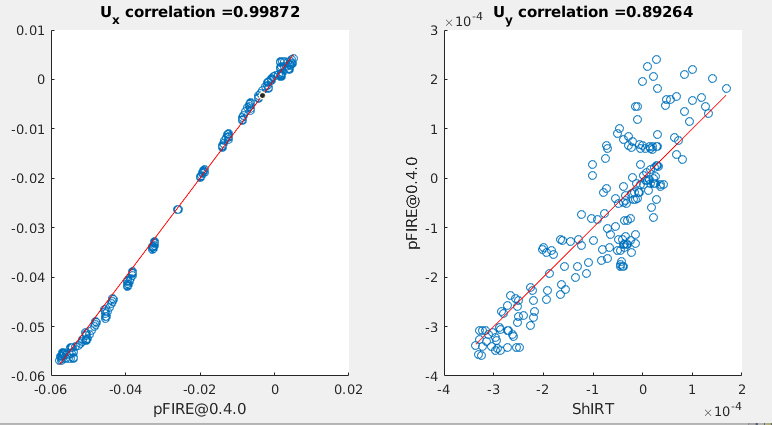 U_x correlation =0.99872
0.01
0
-0.01
-0.02
-0.03
-0.04
-0.05
-0.06
-0.06 -0.04 -0.02 0 0.02
pFIRE@0.4.0
×10^-4 U_y correlation =0.89264
3
2
1
0
-1
-2
-3
-4
pFIRE@0.4.0
-4 -3 -2 -1 0 1 2
ShIRT ×10^-4